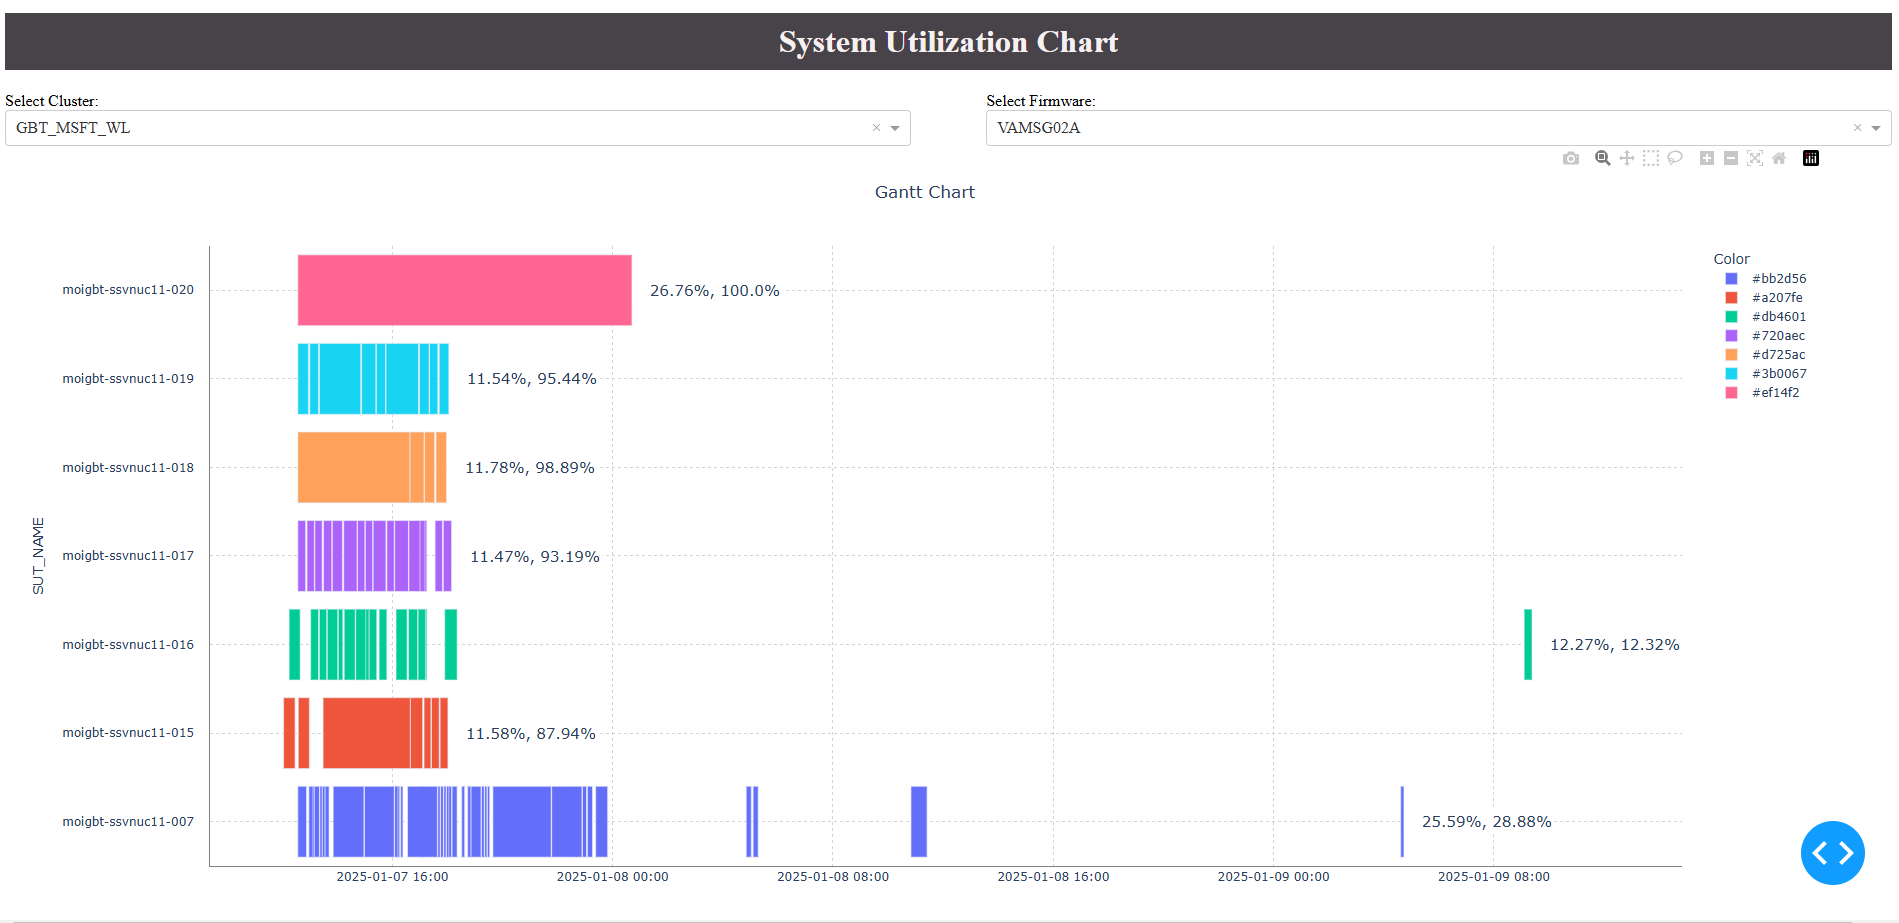 System Utilization Chart
Select Cluster:
Select Firmware:
GBT_MSFT_WL
VAMSG02A
Gantt Chart
Color
#bb2d56
#a207fe
#db4601
#720aec
#d725ac
#3b0067
#ef14f2
SUT_NAME
moigbt-ssvnuc11-020
26.76%, 100.0%
moigbt-ssvnuc11-019
11.54%, 95.44%
moigbt-ssvnuc11-018
11.78%, 98.89%
moigbt-ssvnuc11-017
11.47%, 93.19%
moigbt-ssvnuc11-016
12.27%, 12.32%
moigbt-ssvnuc11-015
11.58%, 87.94%
moigbt-ssvnuc11-007
25.59%, 28.88%
2025-01-07 16:00
2025-01-08 00:00
2025-01-08 08:00
2025-01-08 16:00
2025-01-09 00:00
2025-01-09 08:00